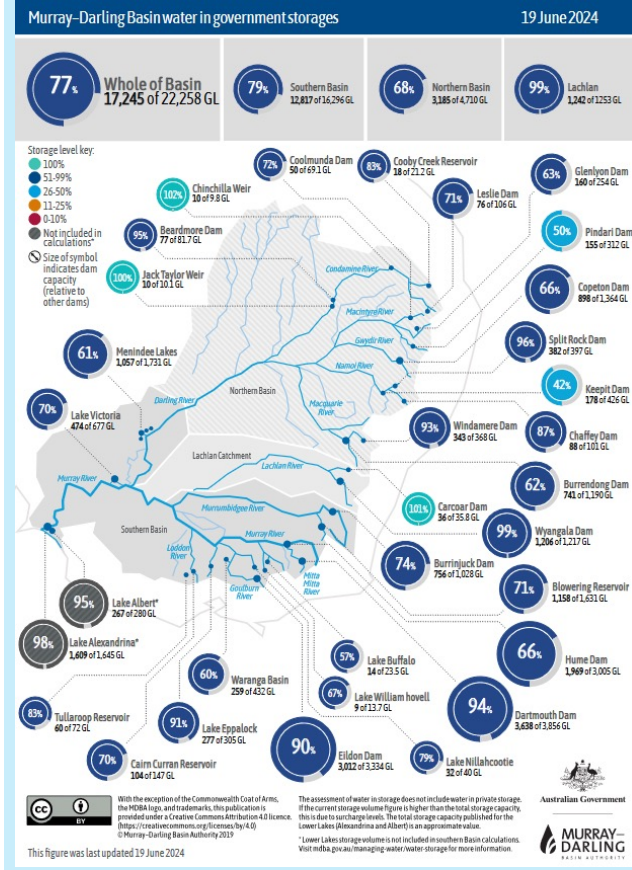 Murray–Darling Basin water in government storages
19 June 2024
77%
Whole of Basin
17,245 of 22,258 GL
79%
Southern Basin
12,817 of 16,296 GL
68%
Northern Basin
3,185 of 4,710 GL
99%
Lachlan
1,242 of 1253 GL
Storage level key:
100%
51-99%
26-50%
11-25%
0-10%
Not included in
calculations*
Size of symbol
indicates dam
capacity
(relative to
other dams)
72%
Coolmunda Dam
50 of 69.1 GL
83%
Cooby Creek Reservoir
18 of 21.2 GL
102%
Chinchilla Weir
10 of 9.8 GL
71%
Leslie Dam
76 of 106 GL
63%
Glenlyon Dam
160 of 254 GL
95%
Beardmore Dam
77 of 81.7 GL
50%
Pindari Dam
155 of 312 GL
100%
Jack Taylor Weir
10 of 10.1 GL
66%
Copeton Dam
898 of 1,364 GL
61%
Menindee Lakes
1,057 of 1,731 GL
96%
Split Rock Dam
382 of 397 GL
70%
Lake Victoria
474 of 677 GL
42%
Keepit Dam
178 of 426 GL
93%
Windamere Dam
343 of 368 GL
87%
Chaffey Dam
88 of 101 GL
62%
Burrendong Dam
741 of 1,190 GL
101%
Carcoar Dam
36 of 35.8 GL
99%
Wyangala Dam
1,206 of 1,217 GL
74%
Burrinjuck Dam
756 of 1,028 GL
71%
Blowering Reservoir
1,158 of 1,631 GL
Condamine River
Macintyre River
Gwydir River
Namoi River
Macquarie
River
Darling River
Northern Basin
Lachlan Catchment
Lachlan River
Murray River
Murrumbidgee River
Southern Basin
Murray River
Loddon
River
Goulburn
River
Mitta
Mitta
River
95%
Lake Albert*
267 of 280 GL
98%
Lake Alexandrina*
1,609 of 1,645 GL
66%
Hume Dam
1,969 of 3,005 GL
57%
Lake Buffalo
14 of 23.5 GL
60%
Waranga Basin
259 of 432 GL
67%
Lake William hovell
9 of 13.7 GL
94%
Dartmouth Dam
3,638 of 3,856 GL
83%
Tullaroop Reservoir
60 of 72 GL
91%
Lake Eppalock
277 of 305 GL
70%
Cairn Curran Reservoir
104 of 147 GL
90%
Eildon Dam
3,012 of 3,334 GL
79%
Lake Nillahcootie
32 of 40 GL
cc
BY
With the exception of the Commonwealth Coat of Arms,
the MDBA logo, and trademarks, this publication is
provided under a Creative Commons Attribution 4.0 licence.
(https://creativecommons.org/licenses/by/4.0)
© Murray–Darling Basin Authority 2019
The assessment of water in storage does not include water in private storage.
If the current storage volume figure is higher than the total storage capacity,
this is due to surcharge levels. The total storage capacity published for the
Lower Lakes (Alexandrina and Albert) is an approximate value.
* Lower Lakes storage volume is not included in southern Basin calculations.
Visit mdba.gov.au/managing-water/water-storage for more information.
This figure was last updated 19 June 2024
Australian Government
MURRAY–
DARLING
BASIN AUTHORITY